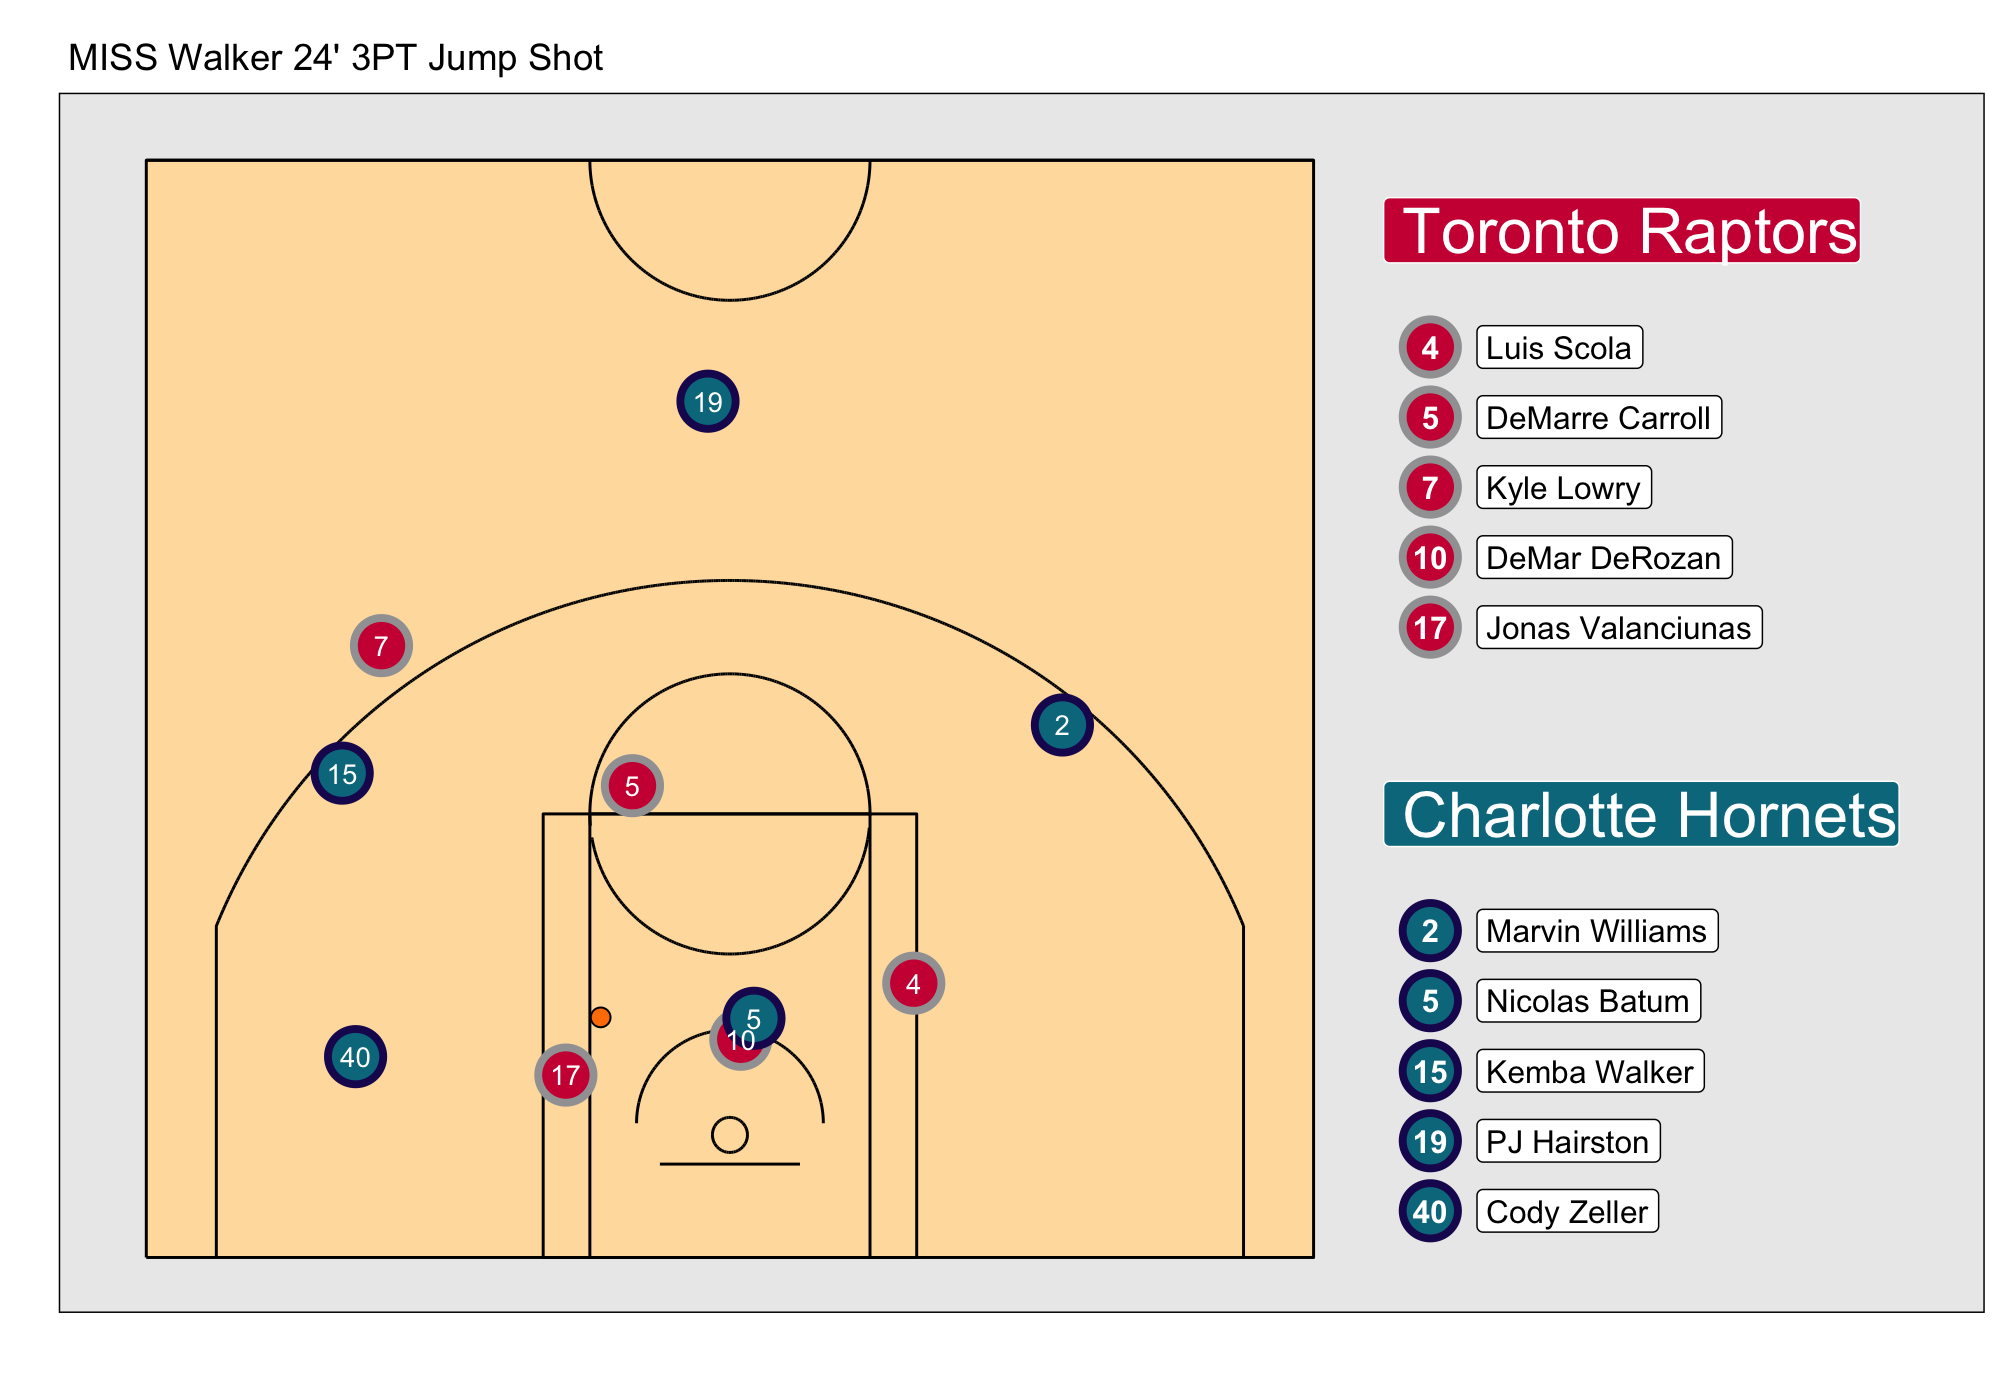 MISS Walker 24' 3PT Jump Shot
Toronto Raptors
4 Luis Scola
5 DeMarre Carroll
7 Kyle Lowry
10 DeMar DeRozan
17 Jonas Valanciunas
Charlotte Hornets
2 Marvin Williams
5 Nicolas Batum
15 Kemba Walker
19 PJ Hairston
40 Cody Zeller
19
7
2
15
5
4
5
10
40
17